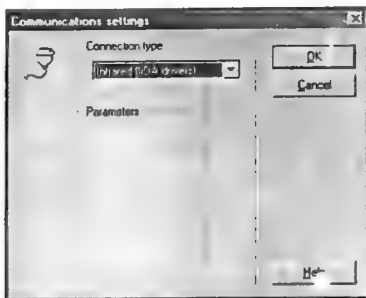 Communications settings
Connection type
Infrared (IrDA drivers)
Parameters
OK
Cancel
Help